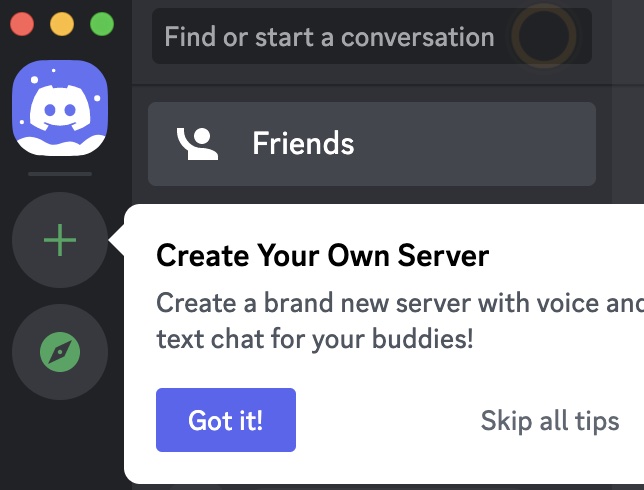 Find or start a conversation
Friends
Create Your Own Server
Create a brand new server with voice and
text chat for your buddies!
Got it!
Skip all tips